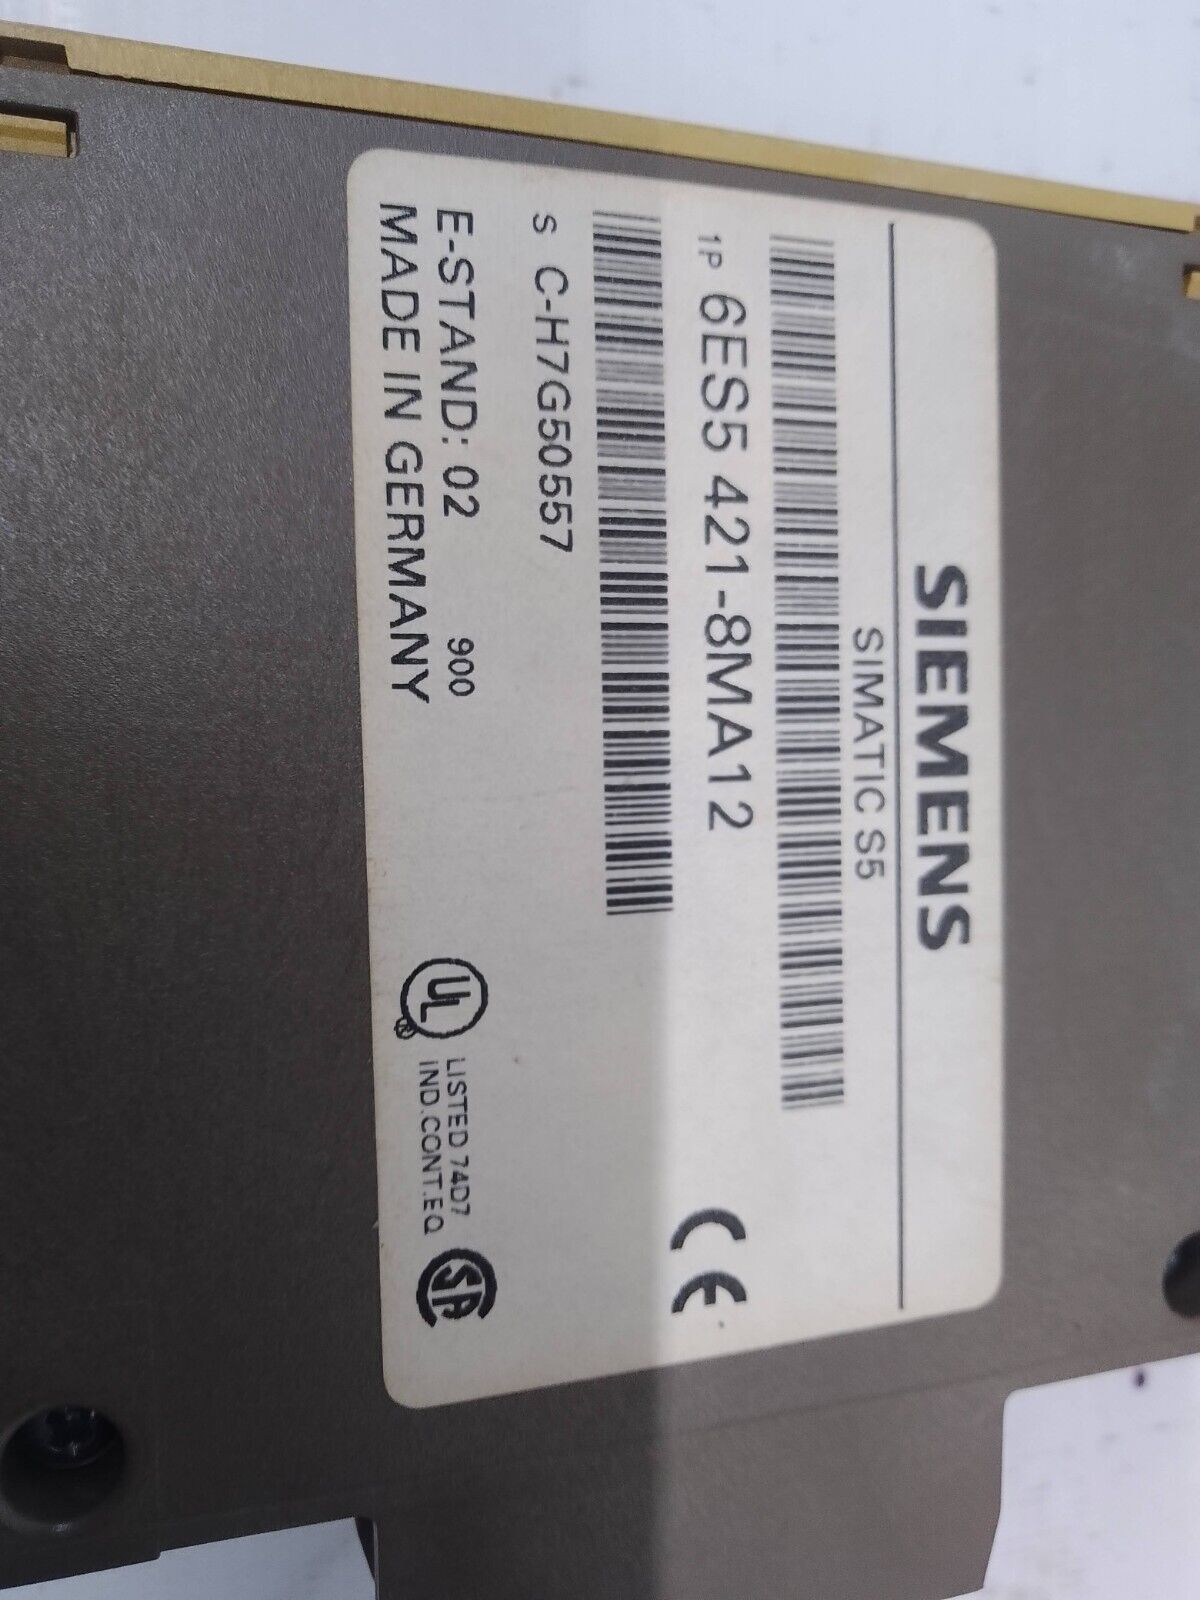 SIEMENS
SIMATIC S5
1P 6ES5 421-8MA12
S C-H7G50557
E-STAND: 02 900
MADE IN GERMANY
UL ® LISTED 74D7
IND.CONT.EQ
SA
CE